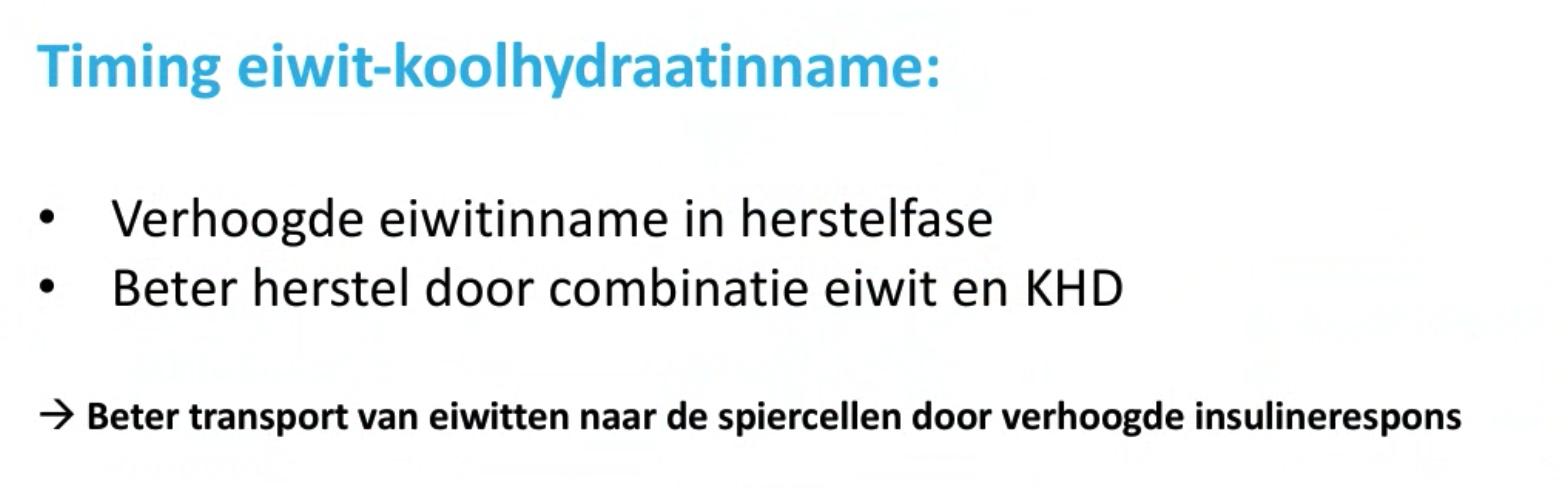 Timing eiwit-koolhydraatinname:
• Verhoogde eiwitinname in herstelfase
• Beter herstel door combinatie eiwit en KHD
→ Beter transport van eiwitten naar de spiercellen door verhoogde insulinerespons